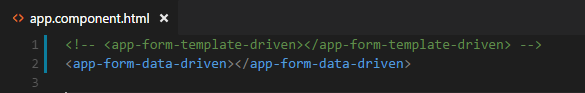 <> app.component.html ×
1 <!-- <app-form-template-driven></app-form-template-driven> -->
2 <app-form-data-driven></app-form-data-driven>
3